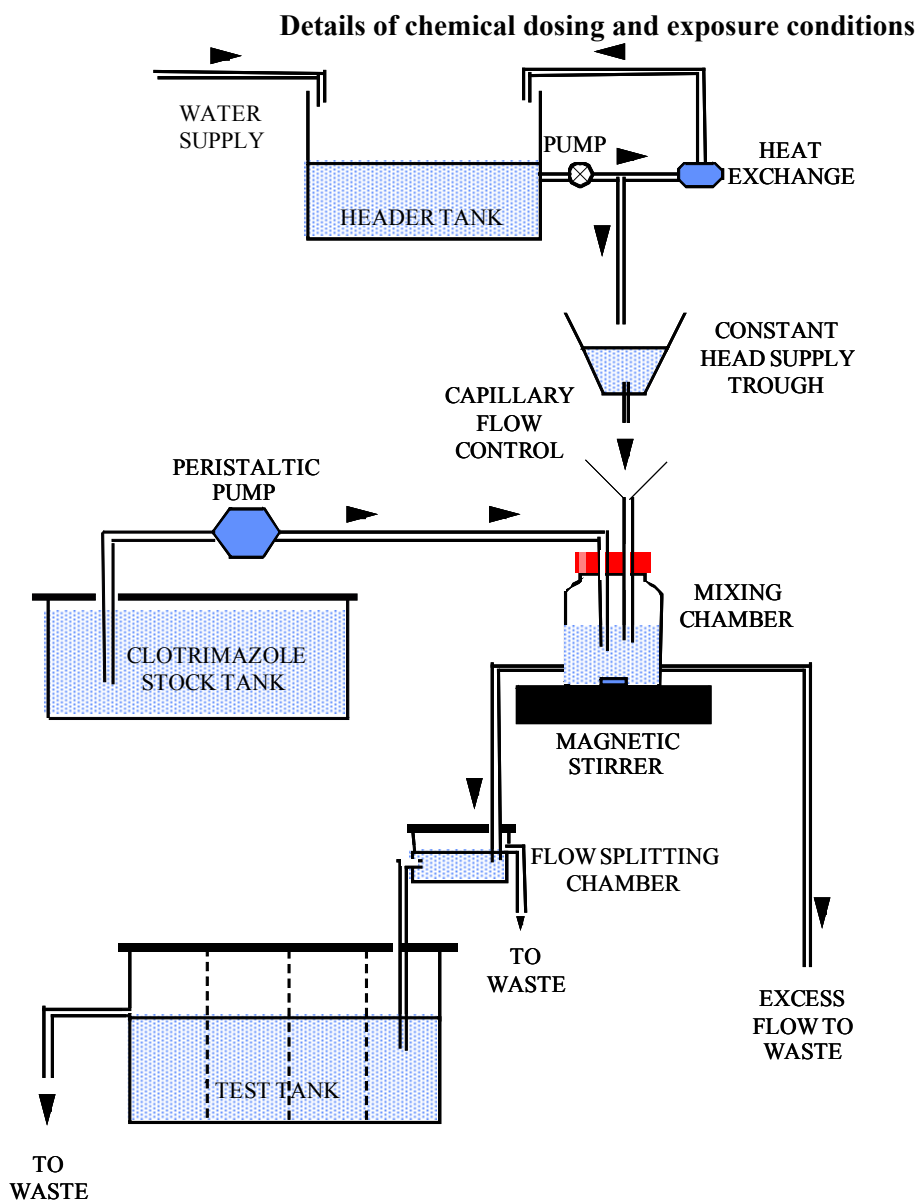 Details of chemical dosing and exposure conditions
WATER
SUPPLY
PUMP
HEAT
EXCHANGE
HEADER TANK
CONSTANT
HEAD SUPPLY
TROUGH
CAPILLARY
FLOW
CONTROL
PERISTALTIC
PUMP
MIXING
CHAMBER
CLOTRIMAZOLE
STOCK TANK
MAGNETIC
STIRRER
FLOW SPLITTING
CHAMBER
TO
WASTE
EXCESS
FLOW TO
WASTE
TEST TANK
TO
WASTE